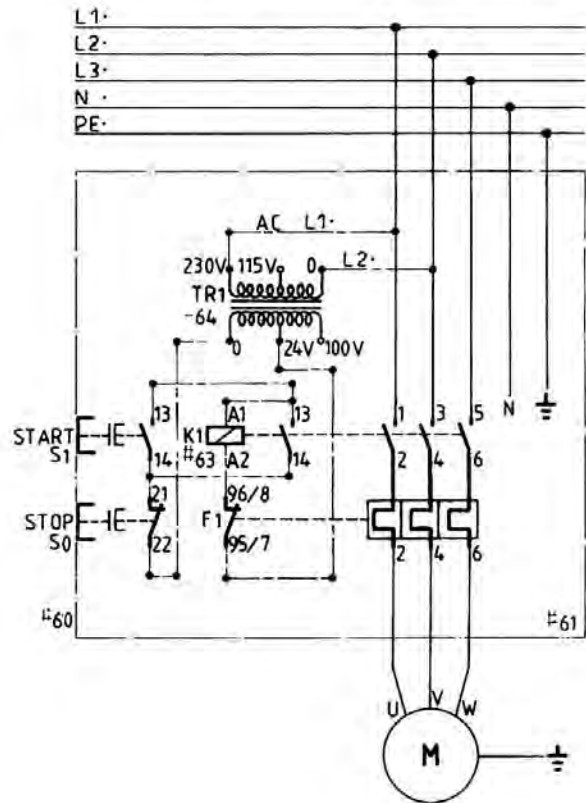 L1·
L2·
L3·
N·
PE·
AC L1·
230V 115V 0 L2·
TR1
-64
0 24V 100V
13 A1 13 1 3 5
START K1
S1 14 #63 A2 14 2 4 6 N
21 96/8
STOP F1
S0 22 95/7 2 4 6
#60 #61
U V W
M